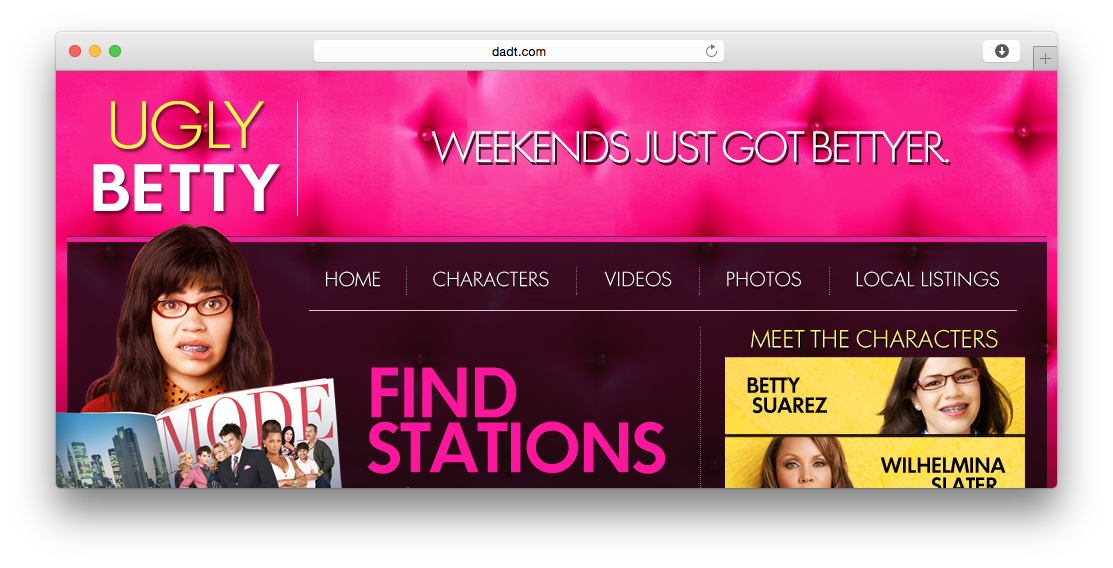 dadt.com
UGLY
BETTY
WEEKENDS JUST GOT BETTYER.
HOME
CHARACTERS
VIDEOS
PHOTOS
LOCAL LISTINGS
MEET THE CHARACTERS
MODE
FIND
STATIONS
BETTY
SUAREZ
WILHELMINA
SLATER